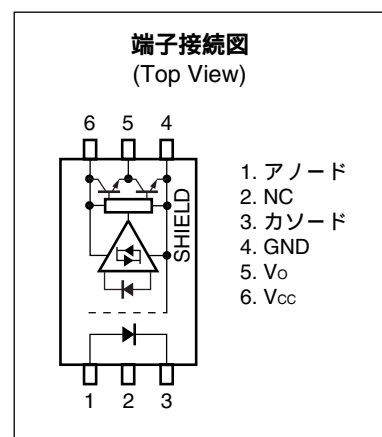 端子接続図
(Top View)
6 5 4
SHIELD
1 2 3
1. アノード
2. NC
3. カソード
4. GND
5. Vo
6. Vcc